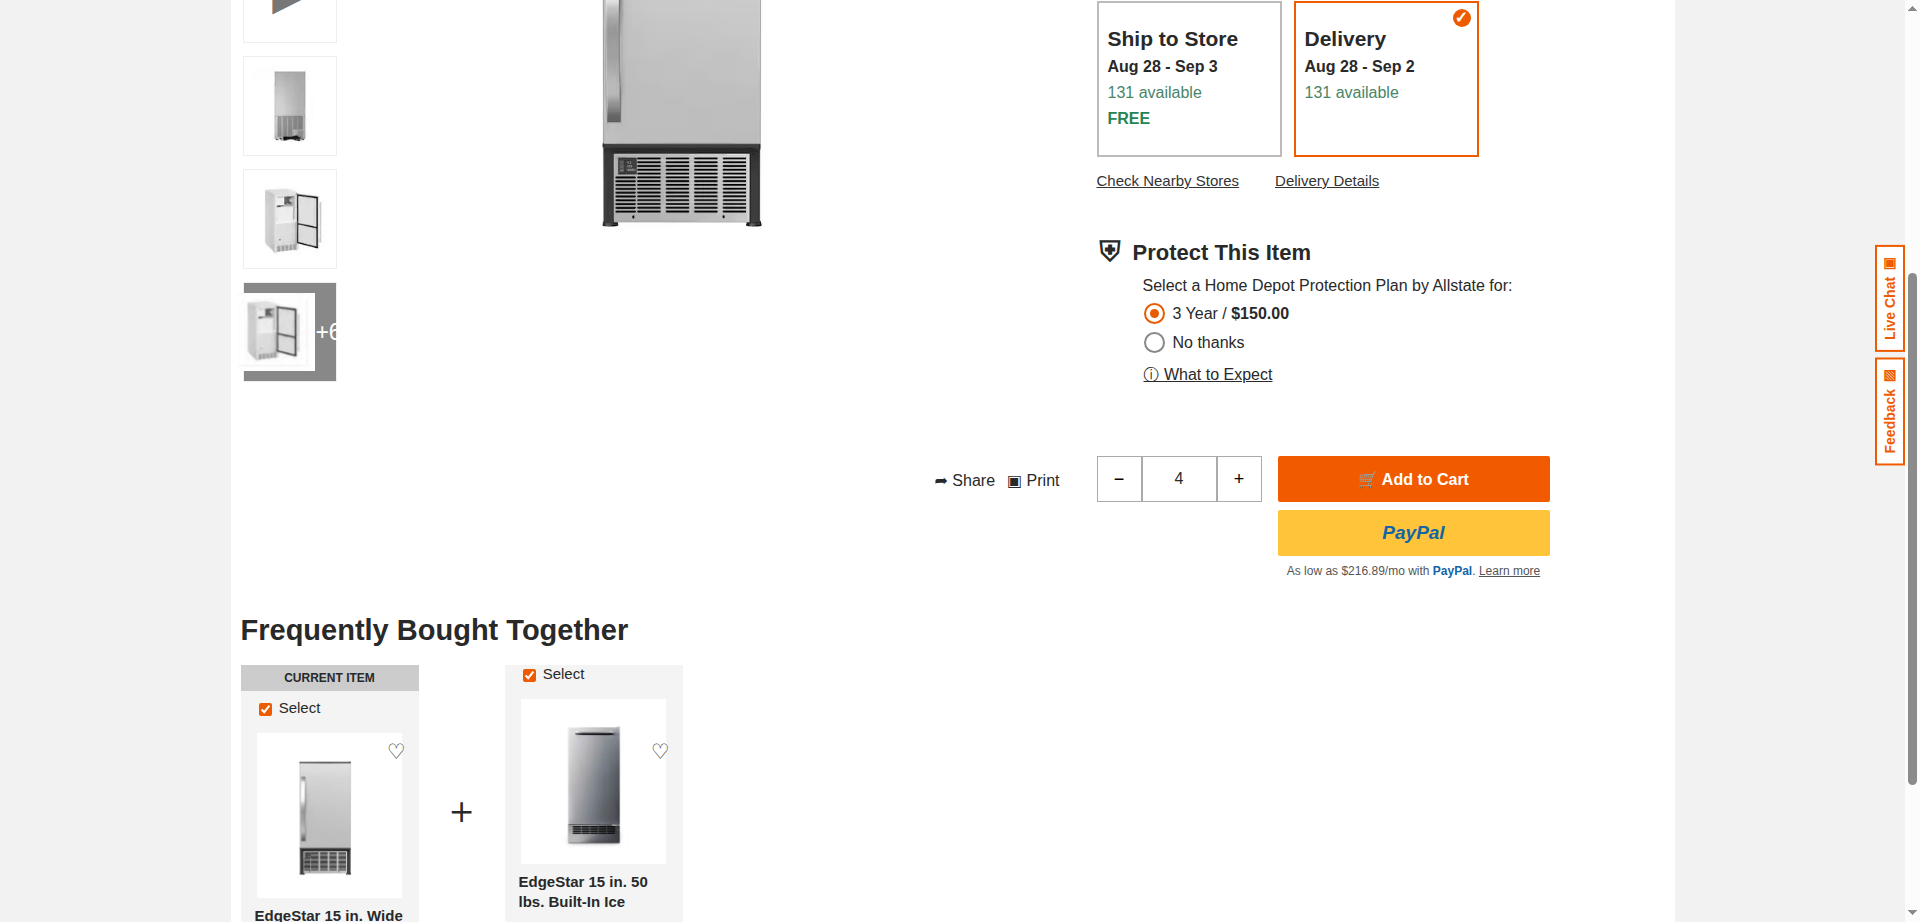 Ship to Store
Aug 28 - Sep 3
131 available
FREE
Delivery
Aug 28 - Sep 2
131 available
Check Nearby Stores
Delivery Details
Protect This Item
Select a Home Depot Protection Plan by Allstate for:
3 Year / $150.00
No thanks
What to Expect
+6
Share
Print
−
4
+
Add to Cart
PayPal
As low as $216.89/mo with PayPal. Learn more
Live Chat
Feedback
Frequently Bought Together
CURRENT ITEM
Select
EdgeStar 15 in. Wide
+
Select
EdgeStar 15 in. 50
lbs. Built-In Ice